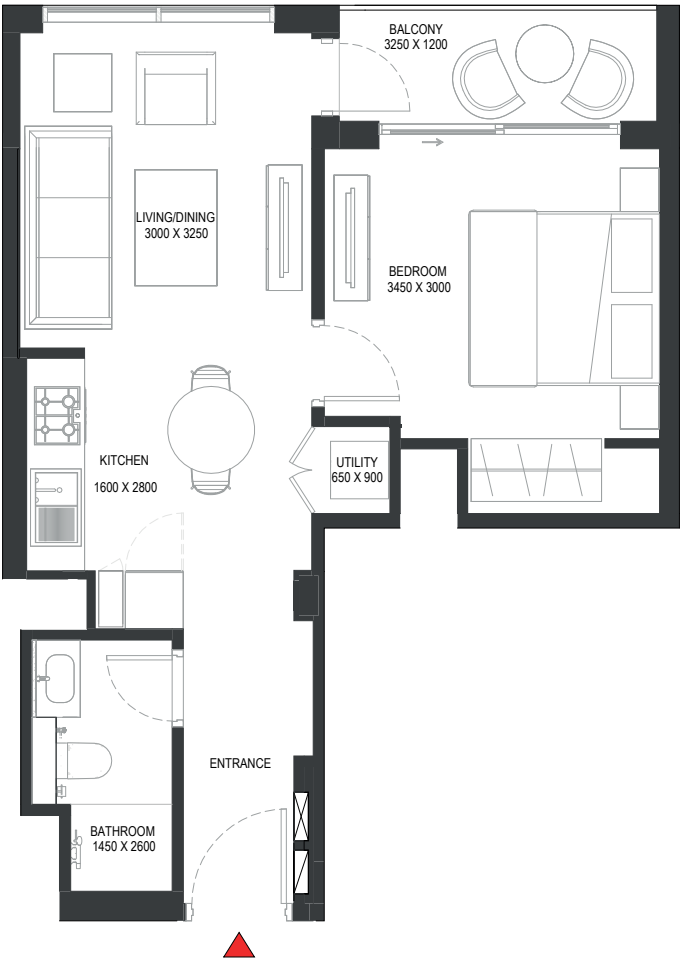 BALCONY
3250 X 1200
LIVING/DINING
3000 X 3250
BEDROOM
3450 X 3000
KITCHEN
1600 X 2800
UTILITY
650 X 900
ENTRANCE
BATHROOM
1450 X 2600